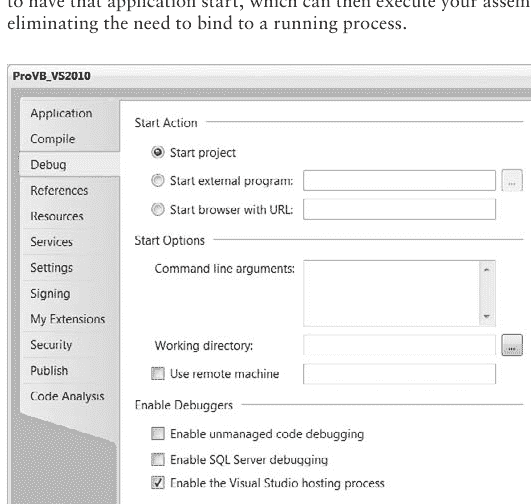 to have that application start, which can then execute your assem
eliminating the need to bind to a running process.
ProVB_VS2010
Application
Compile
Debug
References
Resources
Services
Settings
Signing
My Extensions
Security
Publish
Code Analysis
Start Action
Start project
Start external program:
...
Start browser with URL:
Start Options
Command line arguments:
Working directory:
...
Use remote machine
Enable Debuggers
Enable unmanaged code debugging
Enable SQL Server debugging
Enable the Visual Studio hosting process